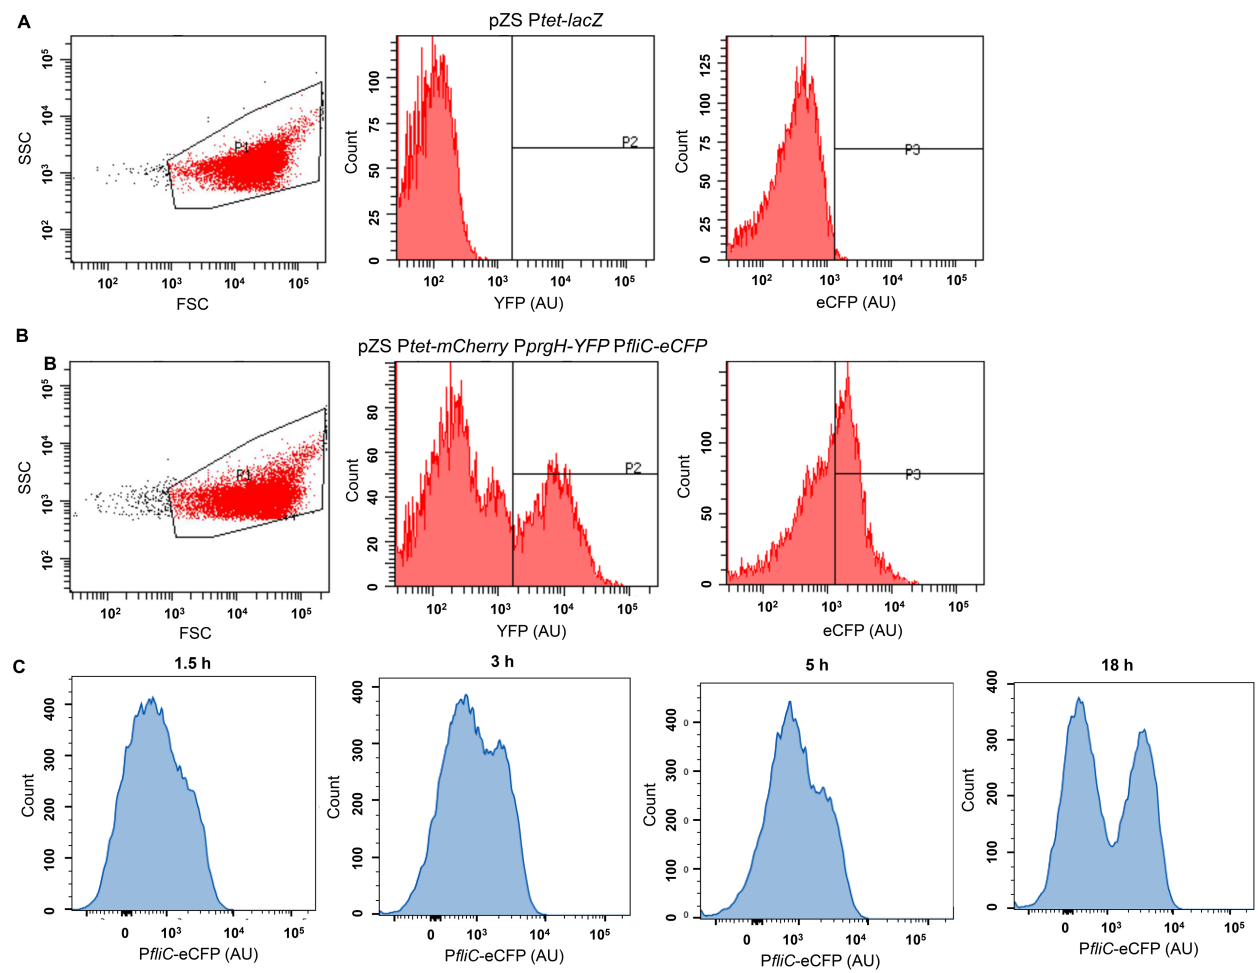 A
pZS Ptet-lacZ
10⁵
10⁴
10³
10²
SSC
P1
10² 10³ 10⁴ 10⁵
FSC
100
75
50
25
0
Count
P2
10² 10³ 10⁴ 10⁵
YFP (AU)
125
100
75
50
25
0
Count
P3
10² 10³ 10⁴ 10⁵
eCFP (AU)
B
pZS Ptet-mCherry PprgH-YFP PfliC-eCFP
B
10⁵
10⁴
10³
10²
SSC
P1
10² 10³ 10⁴ 10⁵
FSC
80
60
40
20
0
Count
P2
10² 10³ 10⁴ 10⁵
YFP (AU)
100
50
0
Count
P3
10² 10³ 10⁴ 10⁵
eCFP (AU)
C
1.5 h
400
300
200
100
0
Count
0 10³ 10⁴ 10⁵
PfliC-eCFP (AU)
3 h
400
300
200
100
0
Count
0 10³ 10⁴ 10⁵
PfliC-eCFP (AU)
5 h
400 0
300 0
200 0
100 0
0 0
Count
0 10³ 10⁴ 10⁵
PfliC-eCFP (AU)
18 h
400
300
200
100
0
Count
0 10³ 10⁴ 10⁵
PfliC-eCFP (AU)